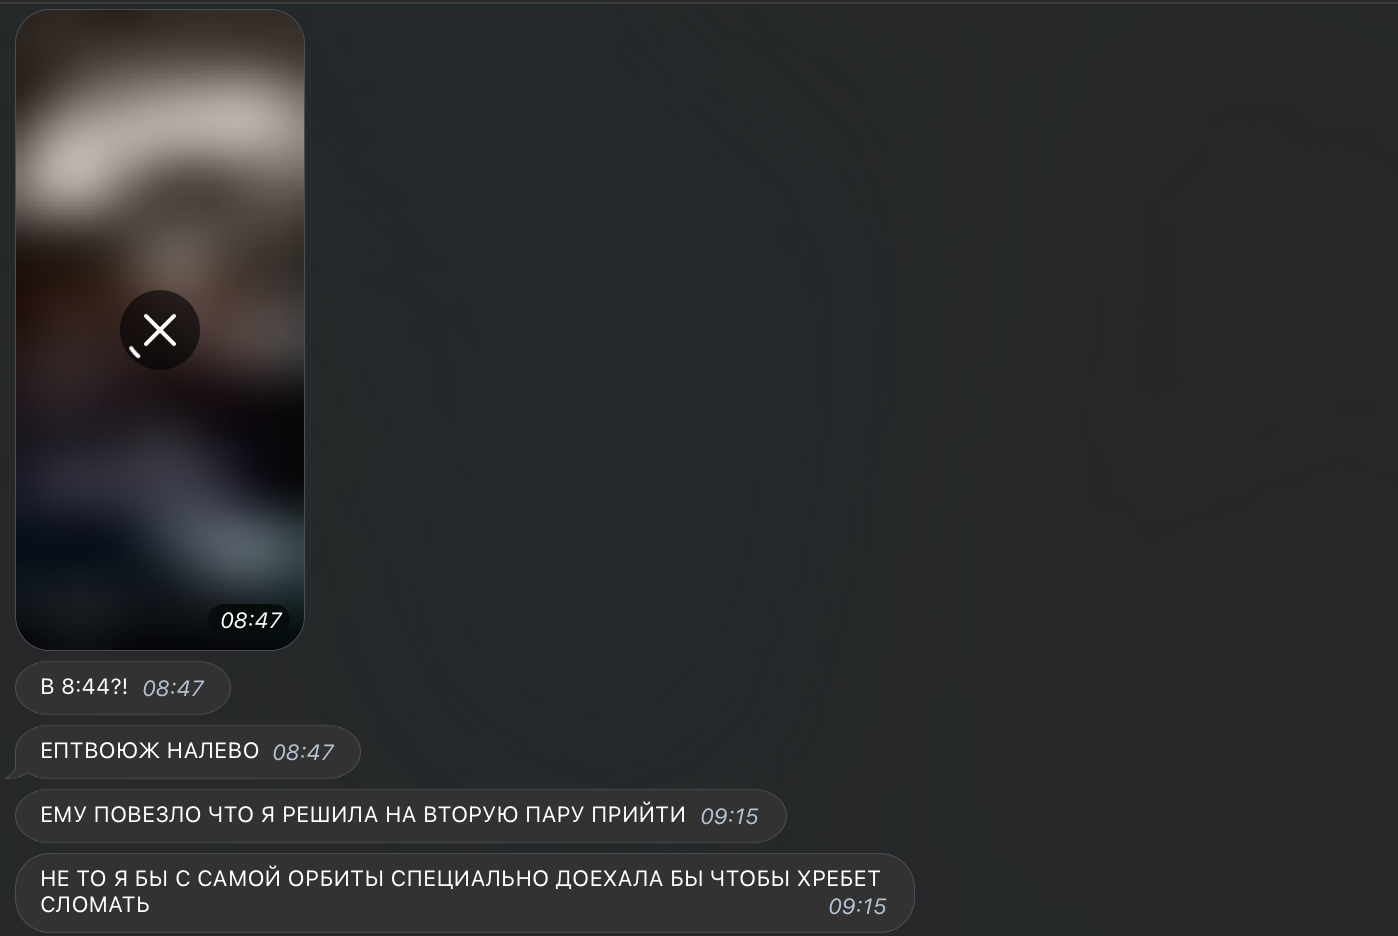 08:47
В 8:44?! 08:47
ЕПТВОЮЖ НАЛЕВО 08:47
ЕМУ ПОВЕЗЛО ЧТО Я РЕШИЛА НА ВТОРУЮ ПАРУ ПРИЙТИ 09:15
НЕ ТО Я БЫ С САМОЙ ОРБИТЫ СПЕЦИАЛЬНО ДОЕХАЛА БЫ ЧТОБЫ ХРЕБЕТ
СЛОМАТЬ 09:15